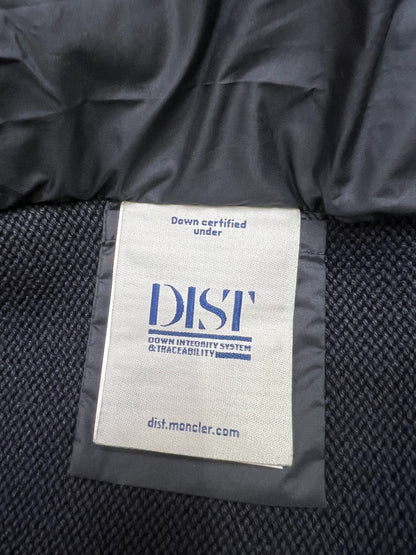 Down certified
under
DIST
DOWN INTEGRITY SYSTEM
& TRACEABILITY
dist.moncler.com